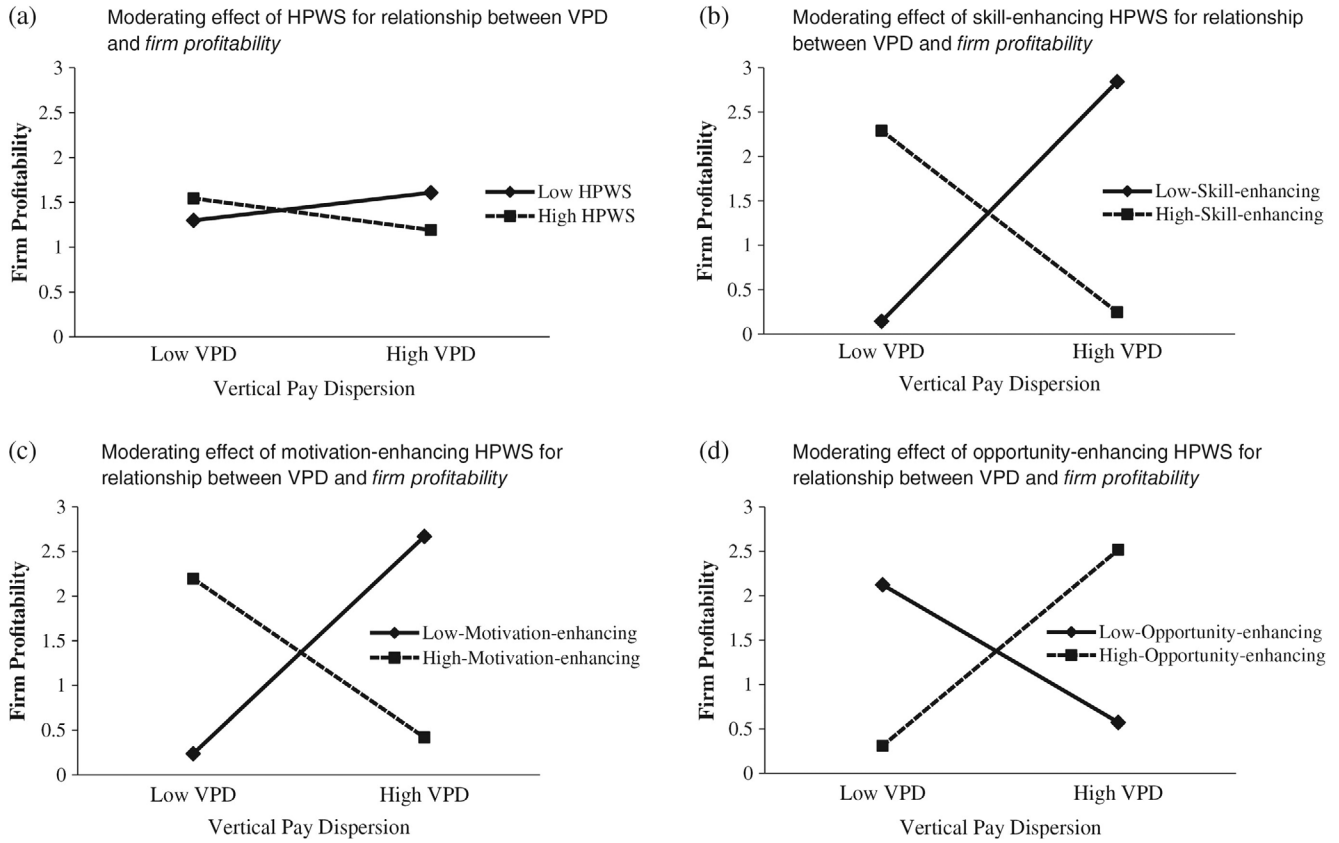 (a)
Moderating effect of HPWS for relationship between VPD
and firm profitability
Firm Profitability
3
2.5
2
1.5
1
0.5
0
Low HPWS
High HPWS
Low VPD
High VPD
Vertical Pay Dispersion
(b)
Moderating effect of skill-enhancing HPWS for relationship
between VPD and firm profitability
Firm Profitability
3
2.5
2
1.5
1
0.5
0
Low-Skill-enhancing
High-Skill-enhancing
Low VPD
High VPD
Vertical Pay Dispersion
(c)
Moderating effect of motivation-enhancing HPWS for
relationship between VPD and firm profitability
Firm Profitability
3
2.5
2
1.5
1
0.5
0
Low-Motivation-enhancing
High-Motivation-enhancing
Low VPD
High VPD
Vertical Pay Dispersion
(d)
Moderating effect of opportunity-enhancing HPWS for
relationship between VPD and firm profitability
Firm Profitability
3
2.5
2
1.5
1
0.5
0
Low-Opportunity-enhancing
High-Opportunity-enhancing
Low VPD
High VPD
Vertical Pay Dispersion